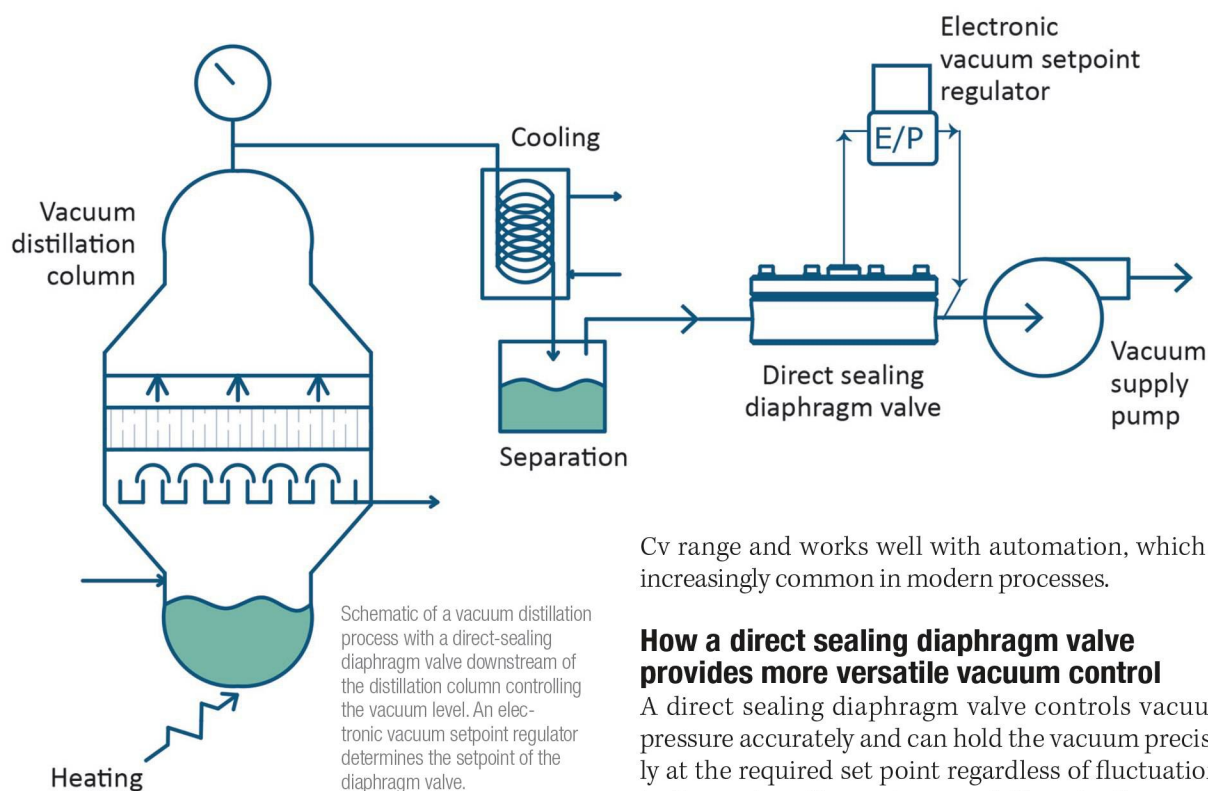 Electronic
vacuum setpoint
regulator
E/P
Cooling
Vacuum
distillation
column
Direct sealing
diaphragm valve
Vacuum
supply
pump
Separation
Heating
Schematic of a vacuum distillation
process with a direct-sealing
diaphragm valve downstream of
the distillation column controlling
the vacuum level. An elec-
tronic vacuum setpoint regulator
determines the setpoint of the
diaphragm valve.
Cv range and works well with automation, which
increasingly common in modern processes.
How a direct sealing diaphragm valve
provides more versatile vacuum control
A direct sealing diaphragm valve controls
pressure accurately and can hold the vacuum
ly at the required set point regardless of